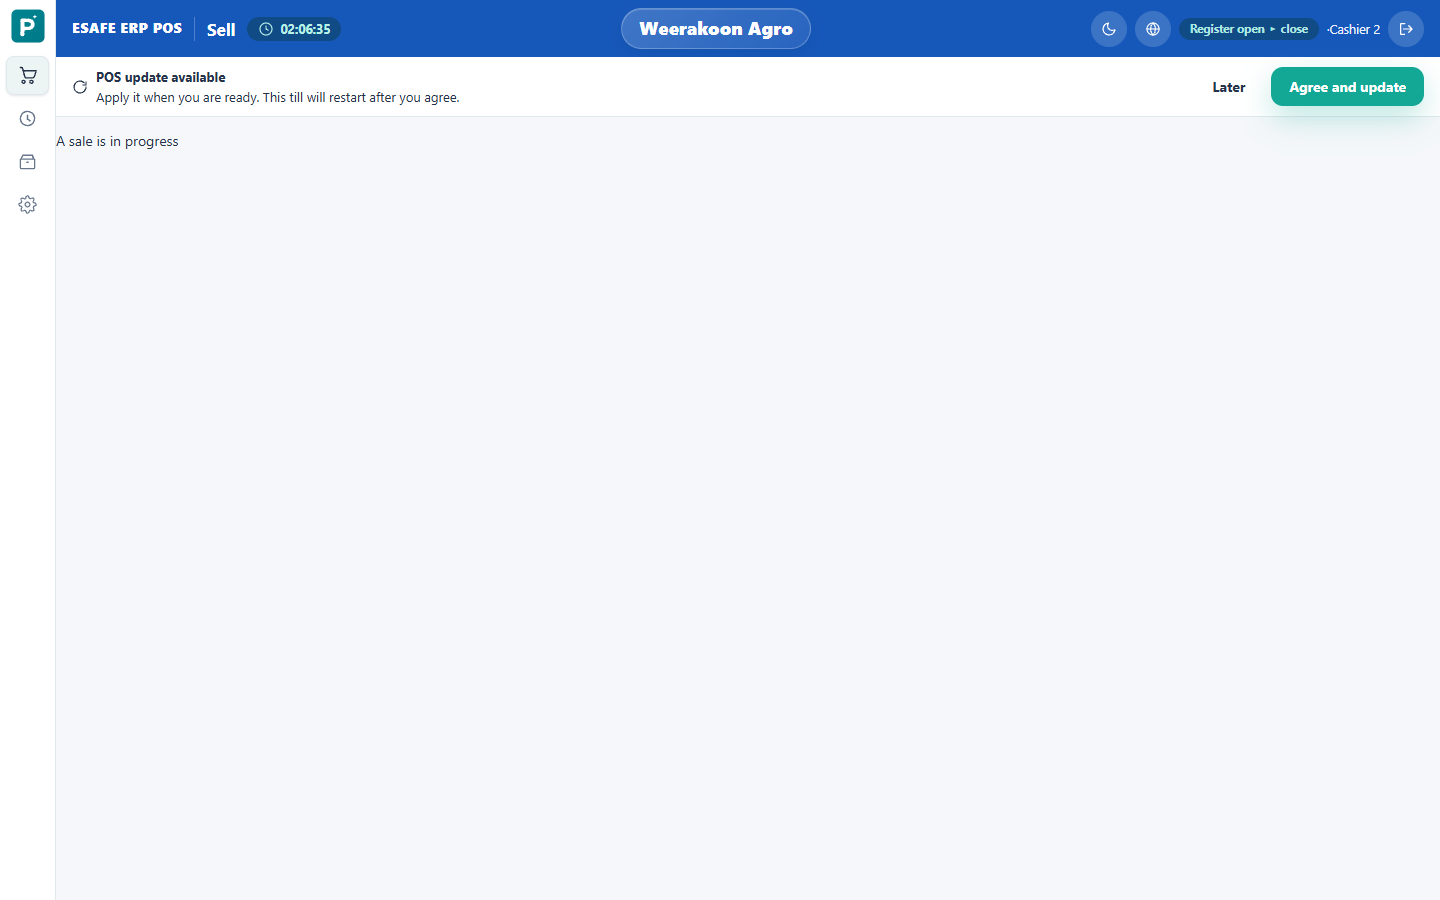 P
ESAFE ERP POS
Sell
02:06:35
Weerakoon Agro
Register open ‣ close
·Cashier 2
POS update available
Apply it when you are ready. This till will restart after you agree.
Later
Agree and update
A sale is in progress